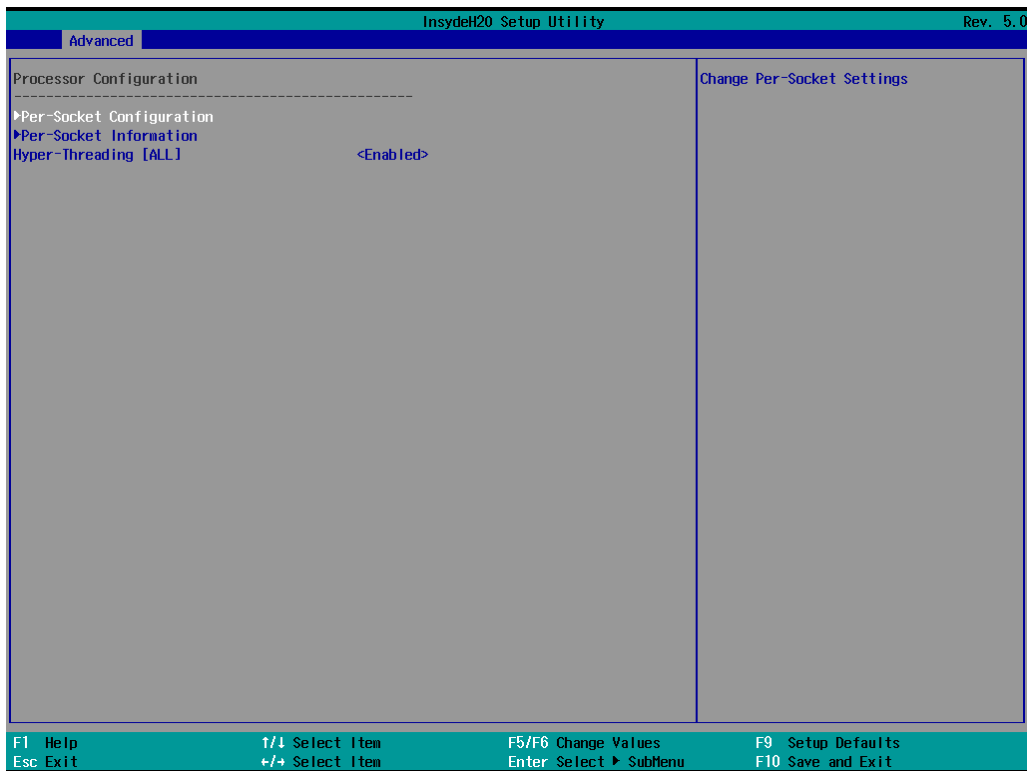 InsydeH20 Setup Utility Rev. 5.0
Advanced
Processor Configuration
--------------------------------------------------
▶Per-Socket Configuration
▶Per-Socket Information
Hyper-Threading [ALL] <Enabled>
Change Per-Socket Settings
F1 Help ↑/↓ Select Item F5/F6 Change Values F9 Setup Defaults
Esc Exit ←/→ Select Item Enter Select ▶ SubMenu F10 Save and Exit